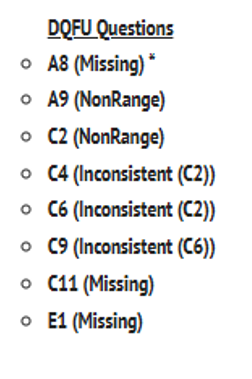 DQFU Questions
A8 (Missing) *
A9 (NonRange)
C2 (NonRange)
C4 (Inconsistent (C2))
C6 (Inconsistent (C2))
C9 (Inconsistent (C6))
C11 (Missing)
E1 (Missing)